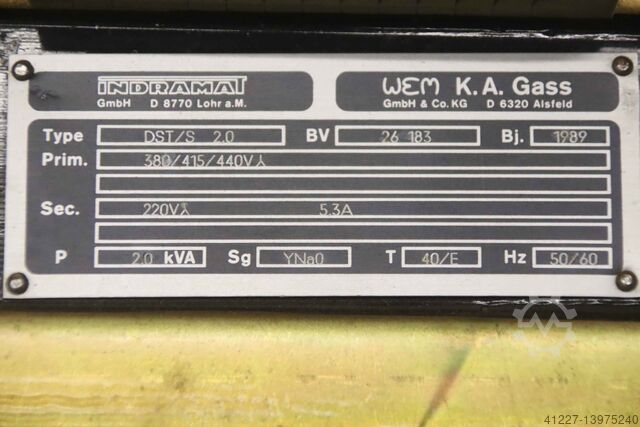 INDRAMAT
GmbH D 8770 Lohr a.M.
WEM K.A. Gass
GmbH & Co. KG D 6320 Alsfeld
Type DST/S 2.0 BV 26 183 Bj. 1989
Prim. 380/415/440V⅄
Sec. 220V⅄ 5.3A
P 2.0 kVA Sg YNa0 T 40/E Hz 50/60
41227-13975240